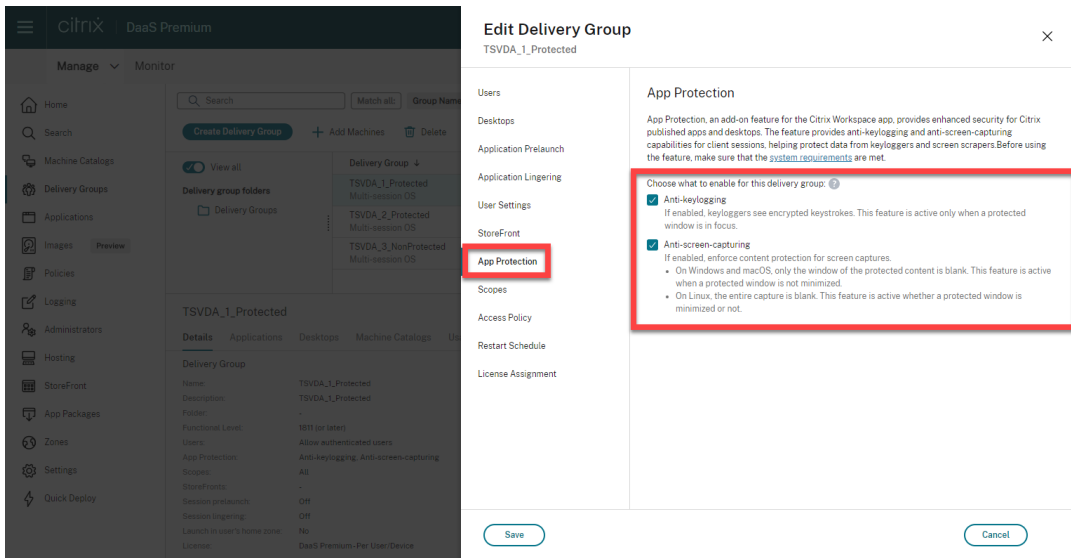 citrix | DaaS Premium
Manage Monitor
Home
Search
Machine Catalogs
Delivery Groups
Applications
Images Preview
Policies
Logging
Administrators
Hosting
StoreFront
App Packages
Zones
Settings
Quick Deploy
Search Match all: Group Name
Create Delivery Group Add Machines Delete
View all
Delivery group folders
Delivery Groups
Delivery Group ↓
TSVDA_1_Protected
Multi-session OS
TSVDA_2_Protected
Multi-session OS
TSVDA_3_NonProtected
Multi-session OS
TSVDA_1_Protected
Details Applications Desktops Machine Catalogs Us
Delivery Group
Name: TSVDA_1_Protected
Description: TSVDA_1_Protected
Folder: -
Functional Level: 1811 (or later)
Users: Allow authenticated users
App Protection: Anti-keylogging, Anti-screen-capturing
Scopes: All
StoreFronts: -
Session prelaunch: Off
Session lingering: Off
Launch in user's home zone: No
License: DaaS Premium - Per User/Device
Edit Delivery Group
TSVDA_1_Protected
Users
Desktops
Application Prelaunch
Application Lingering
User Settings
StoreFront
App Protection
Scopes
Access Policy
Restart Schedule
License Assignment
App Protection
App Protection, an add-on feature for the Citrix Workspace app, provides enhanced security for Citrix
published apps and desktops. The feature provides anti-keylogging and anti-screen-capturing
capabilities for client sessions, helping protect data from keyloggers and screen scrapers.Before using
the feature, make sure that the system requirements are met.
Choose what to enable for this delivery group: ?
Anti-keylogging
If enabled, keyloggers see encrypted keystrokes. This feature is active only when a protected
window is in focus.
Anti-screen-capturing
If enabled, enforce content protection for screen captures.
• On Windows and macOS, only the window of the protected content is blank. This feature is active
when a protected window is not minimized.
• On Linux, the entire capture is blank. This feature is active whether a protected window is
minimized or not.
Save Cancel